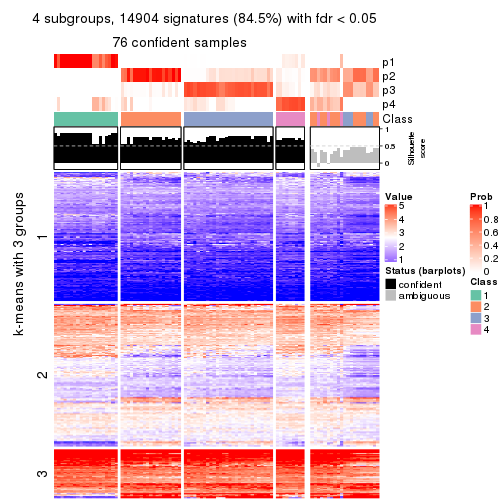 4 subgroups, 14904 signatures (84.5%) with fdr < 0.05
76 confident samples
p1
p2
p3
p4
Class
1
0.5
0
Silhouette
score
k-means with 3 groups
1
2
3
Value
5
4
3
2
1
Status (barplots)
confident
ambiguous
Prob
1
0.8
0.6
0.4
0.2
0
Class
1
2
3
4